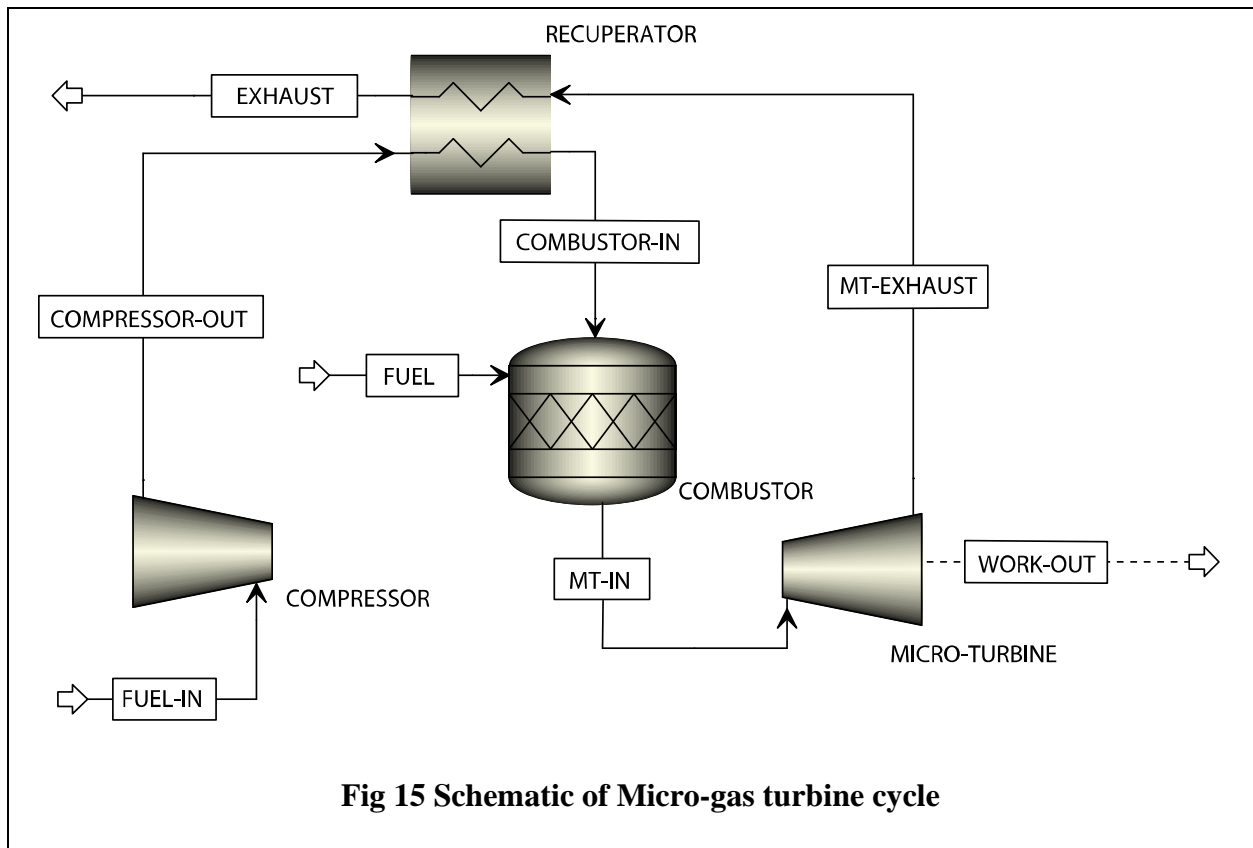 RECUPERATOR
EXHAUST
COMBUSTOR-IN
MT-EXHAUST
COMPRESSOR-OUT
FUEL
COMBUSTOR
WORK-OUT
MT-IN
COMPRESSOR
MICRO-TURBINE
FUEL-IN
Fig 15 Schematic of Micro-gas turbine cycle